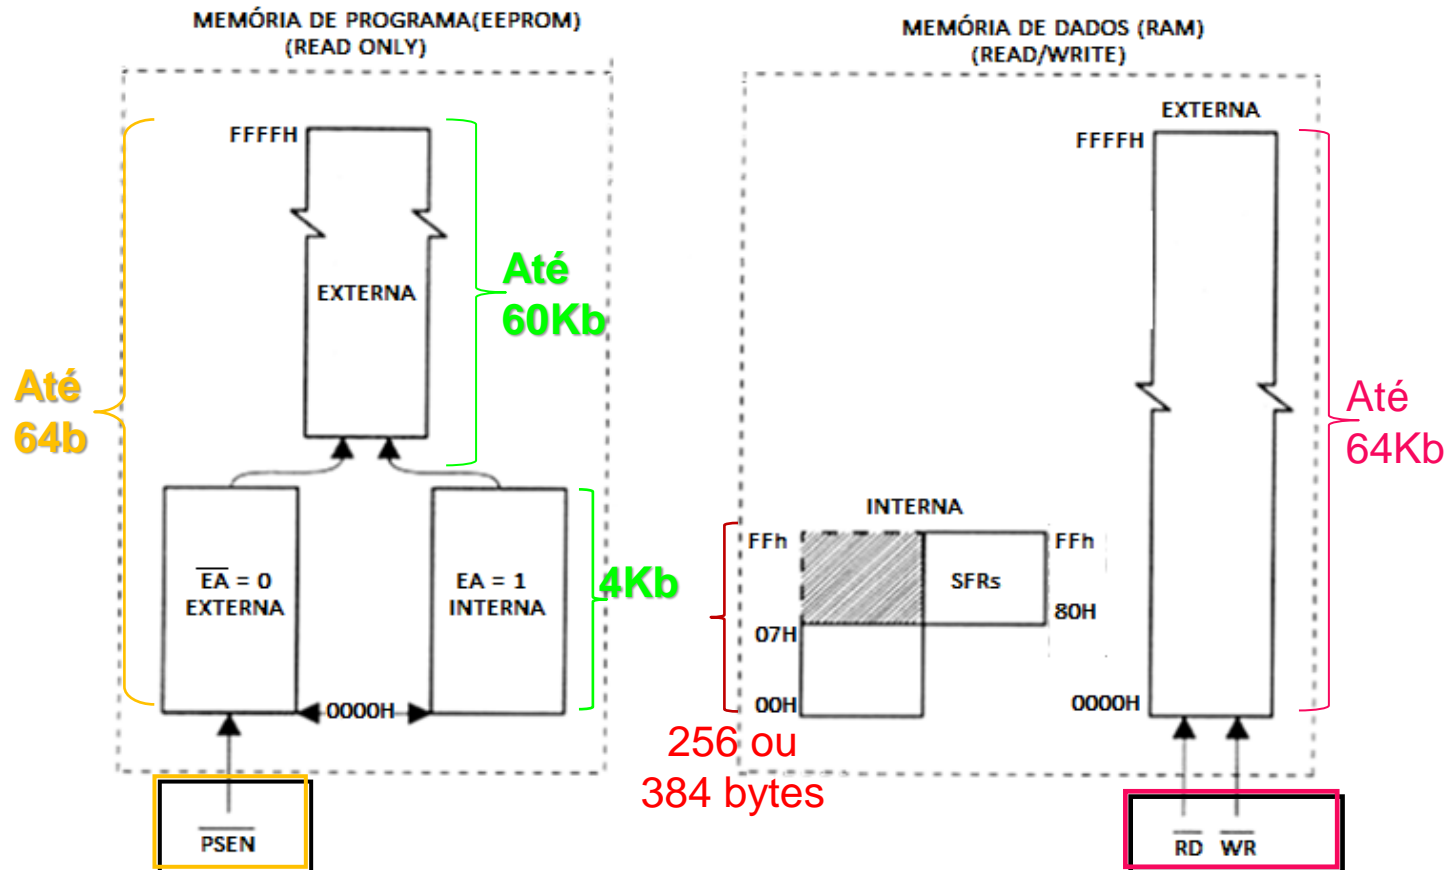 MEMÓRIA DE PROGRAMA(EEPROM)
(READ ONLY)
FFFFH
EXTERNA
Até
60Kb
Até
64b
EA = 0
EXTERNA
EA = 1
INTERNA
4Kb
0000H
PSEN
MEMÓRIA DE DADOS (RAM)
(READ/WRITE)
EXTERNA
FFFFH
Até
64Kb
INTERNA
FFh
FFh
SFRs
80H
07H
00H
0000H
256 ou
384 bytes
RD WR